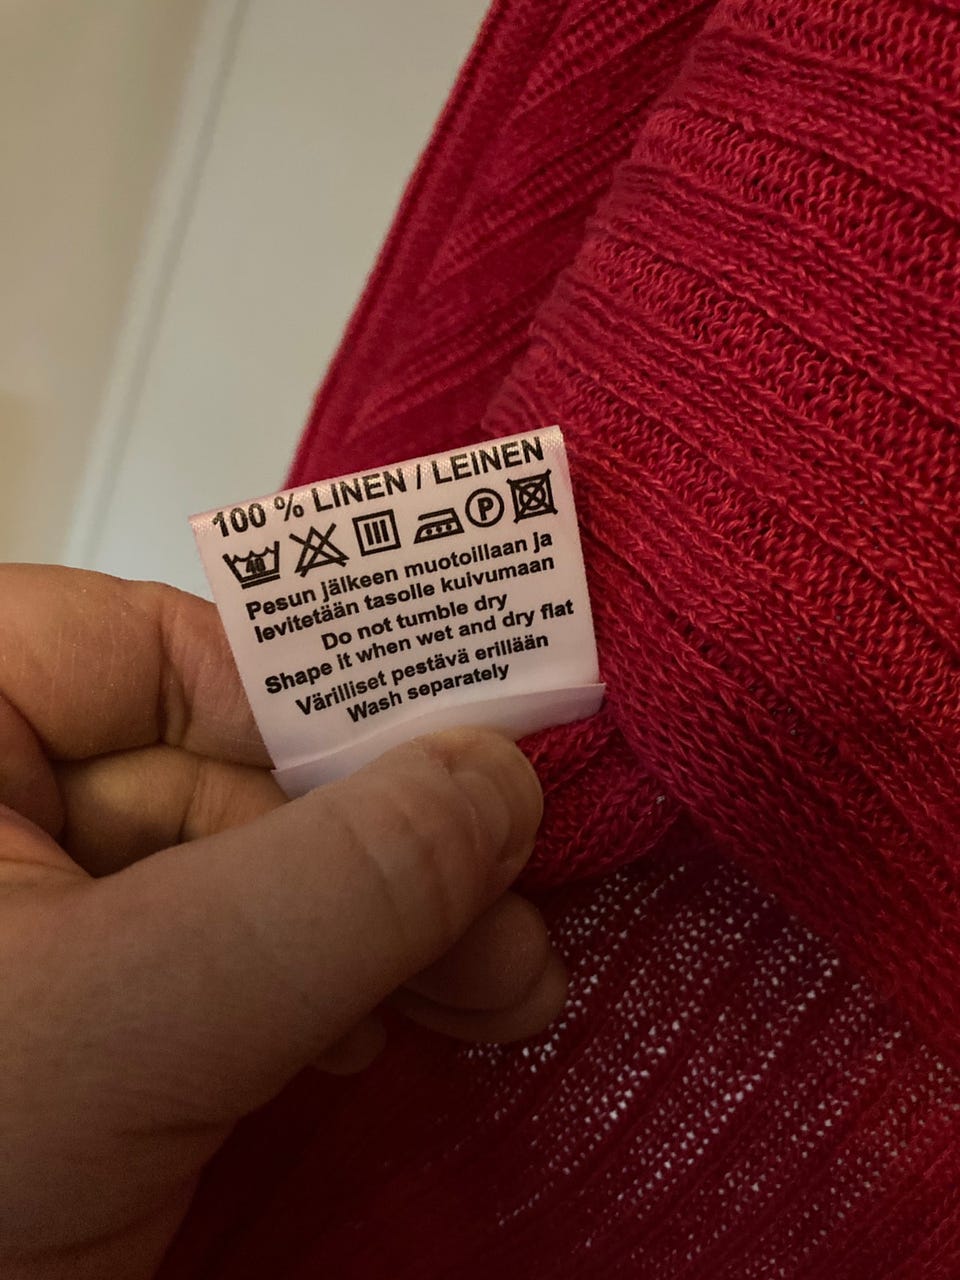 100 % LINEN / LEINEN
40 P
Pesun jälkeen muotoillaan ja
levitetään tasolle kuivumaan
Do not tumble dry
Shape it when wet and dry flat
Värilliset pestävä erillään
Wash separately